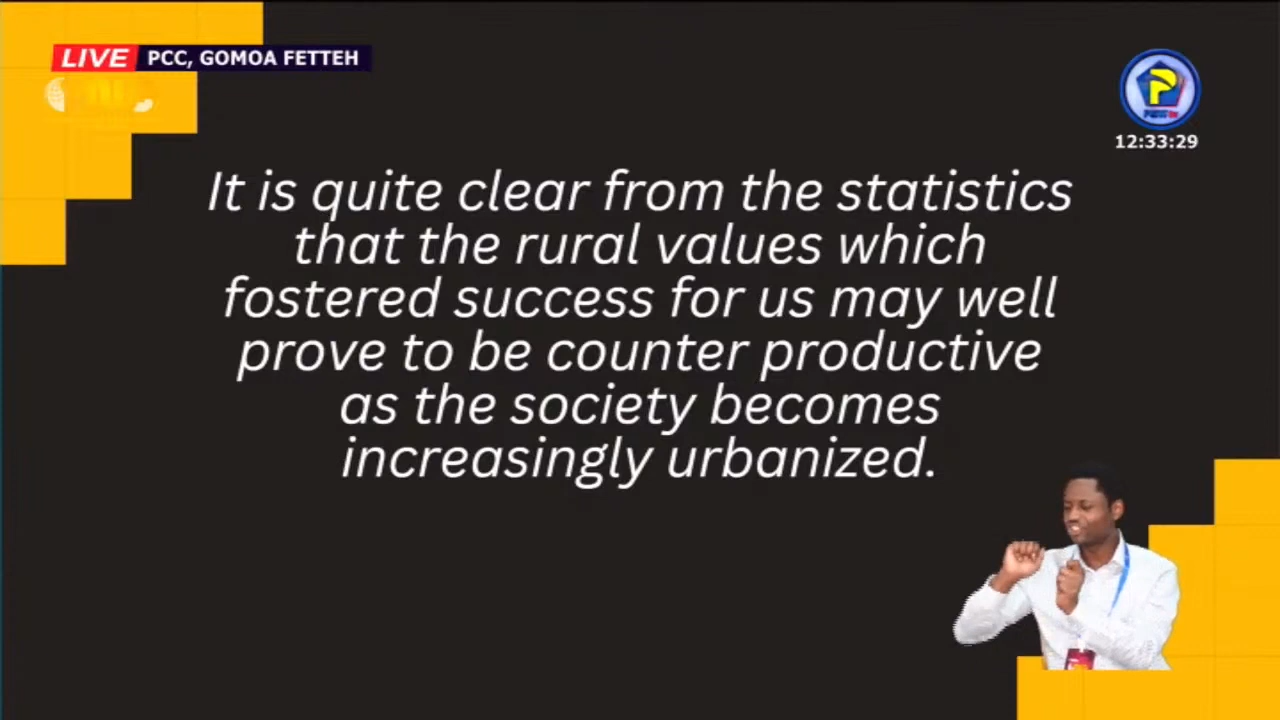 LIVE PCC, GOMOA FETTEH
12:33:29
It is quite clear from the statistics
that the rural values which
fostered success for us may well
prove to be counter productive
as the society becomes
increasingly urbanized.